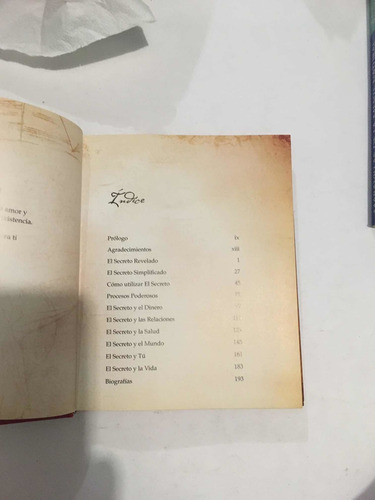 amor y
istencia.
ra ti
Índice
Prólogo ix
Agradecimientos xiii
El Secreto Revelado 1
El Secreto Simplificado 27
Cómo utilizar El Secreto 45
Procesos Poderosos
El Secreto y el Dinero
El Secreto y las Relaciones
El Secreto y la Salud
El Secreto y el Mundo
El Secreto y Tú
El Secreto y la Vida 183
Biografías 193